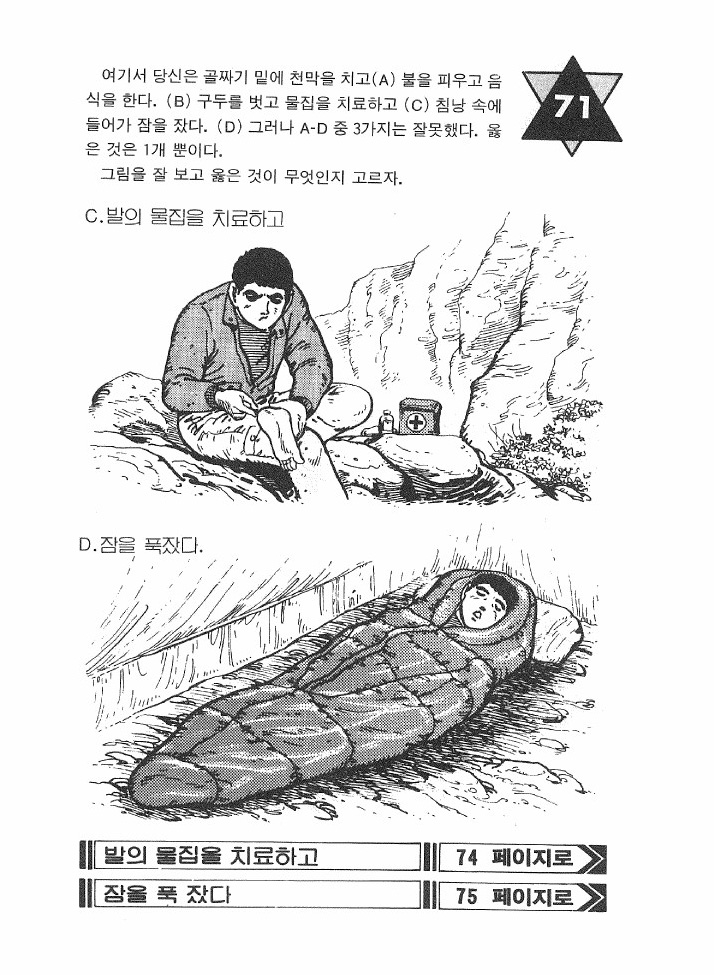 여기서 당신은 골짜기 밑에 천막을 치고(A) 불을 피우고 음
식을 한다. (B) 구두를 벗고 물집을 치료하고 (C) 침낭 속에
들어가 잠을 잤다. (D) 그러나 A-D 중 3가지는 잘못했다. 옳
은 것은 1개 뿐이다.
그림을 잘 보고 옳은 것이 무엇인지 고르자.
71
C.발의 물집을 치료하고
D.잠을 푹잤다.
발의 물집을 치료하고 74 페이지로
잠을 푹 잤다 75 페이지로